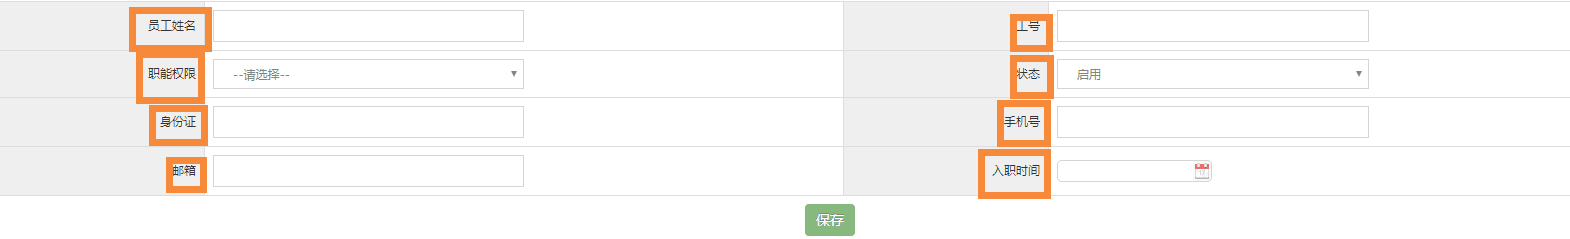 员工姓名
工号
职能权限
--请选择--
状态
启用
身份证
手机号
邮箱
入职时间
保存